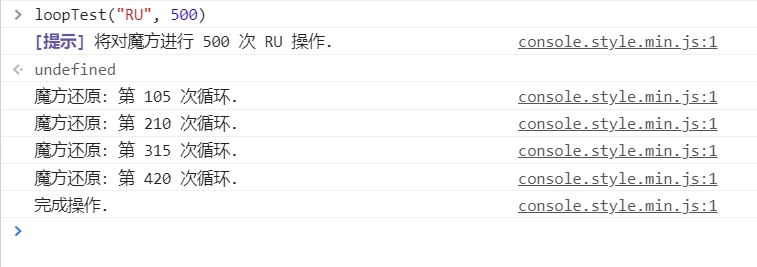 > loopTest("RU", 500)
[提示] 将对魔方进行 500 次 RU 操作. console.style.min.js:1
undefined
魔方还原: 第 105 次循环. console.style.min.js:1
魔方还原: 第 210 次循环. console.style.min.js:1
魔方还原: 第 315 次循环. console.style.min.js:1
魔方还原: 第 420 次循环. console.style.min.js:1
完成操作. console.style.min.js:1
>